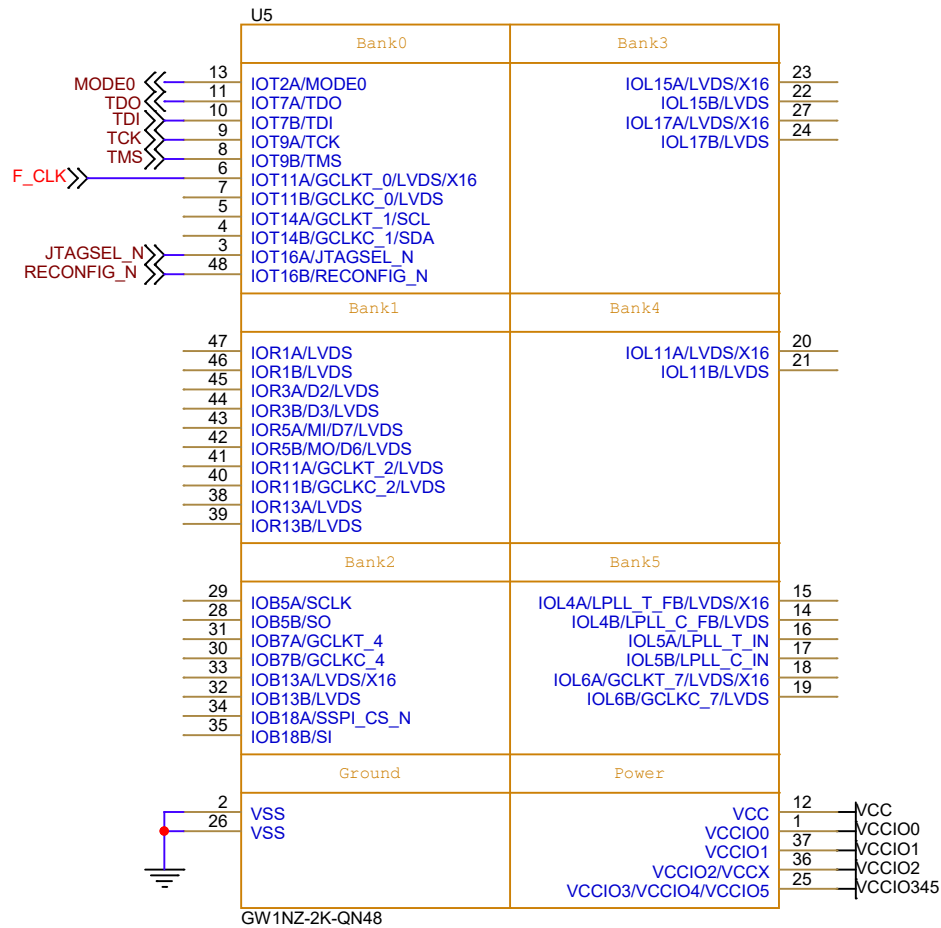 U5
Bank0
Bank3
MODE0 13 IOT2A/MODE0
TDO 11 IOT7A/TDO
TDI 10 IOT7B/TDI
TCK 9 IOT9A/TCK
TMS 8 IOT9B/TMS
F_CLK 6 IOT11A/GCLKT_0/LVDS/X16
7 IOT11B/GCLKC_0/LVDS
5 IOT14A/GCLKT_1/SCL
4 IOT14B/GCLKC_1/SDA
JTAGSEL_N 3 IOT16A/JTAGSEL_N
RECONFIG_N 48 IOT16B/RECONFIG_N
IOL15A/LVDS/X16 23
IOL15B/LVDS 22
IOL17A/LVDS/X16 27
IOL17B/LVDS 24
Bank1
Bank4
47 IOR1A/LVDS
46 IOR1B/LVDS
45 IOR3A/D2/LVDS
44 IOR3B/D3/LVDS
43 IOR5A/MI/D7/LVDS
42 IOR5B/MO/D6/LVDS
41 IOR11A/GCLKT_2/LVDS
40 IOR11B/GCLKC_2/LVDS
38 IOR13A/LVDS
39 IOR13B/LVDS
IOL11A/LVDS/X16 20
IOL11B/LVDS 21
Bank2
Bank5
29 IOB5A/SCLK
28 IOB5B/SO
31 IOB7A/GCLKT_4
30 IOB7B/GCLKC_4
33 IOB13A/LVDS/X16
32 IOB13B/LVDS
34 IOB18A/SSPI_CS_N
35 IOB18B/SI
IOL4A/LPLL_T_FB/LVDS/X16 15
IOL4B/LPLL_C_FB/LVDS 14
IOL5A/LPLL_T_IN 16
IOL5B/LPLL_C_IN 17
IOL6A/GCLKT_7/LVDS/X16 18
IOL6B/GCLKC_7/LVDS 19
Ground
Power
2 VSS
26 VSS
VCC 12 VCC
VCCIO0 1 VCCIO0
VCCIO1 37 VCCIO1
VCCIO2/VCCX 36 VCCIO2
VCCIO3/VCCIO4/VCCIO5 25 VCCIO345
GW1NZ-2K-QN48